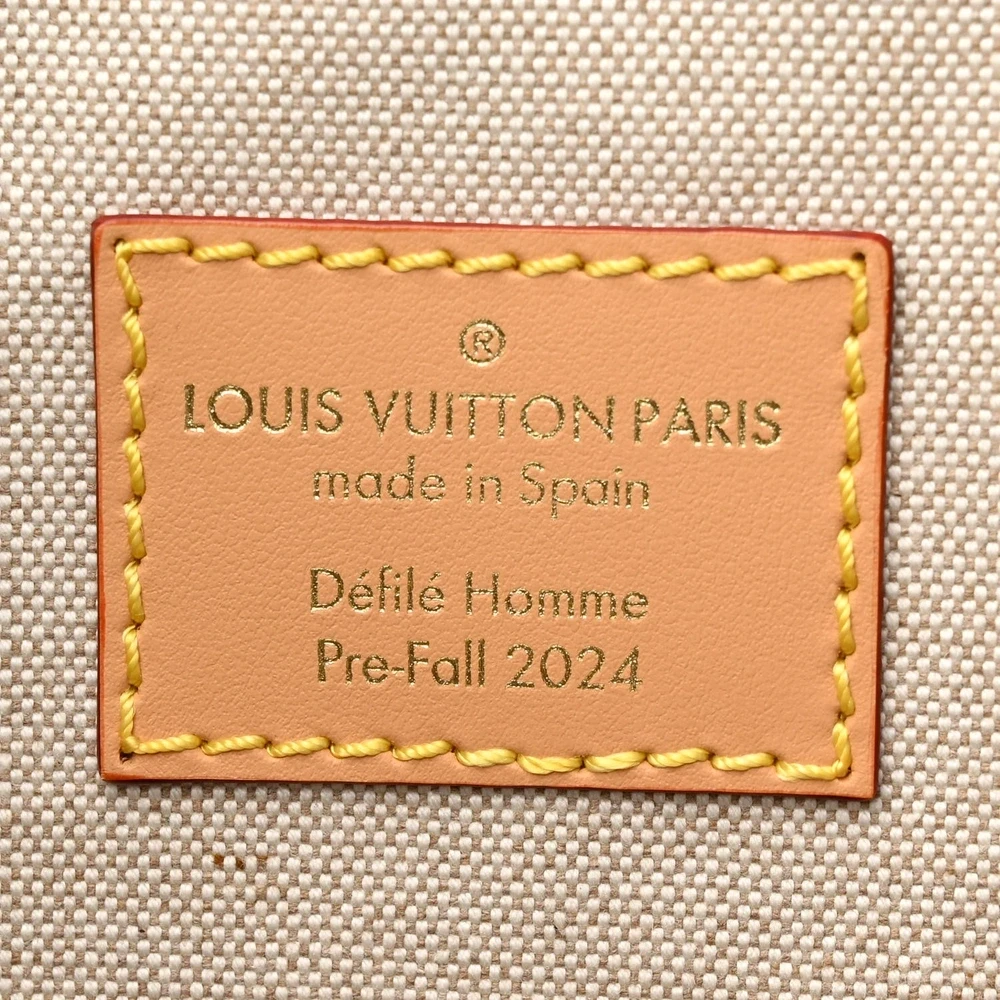 ®
LOUIS VUITTON PARIS
made in Spain
Défilé Homme
Pre-Fall 2024